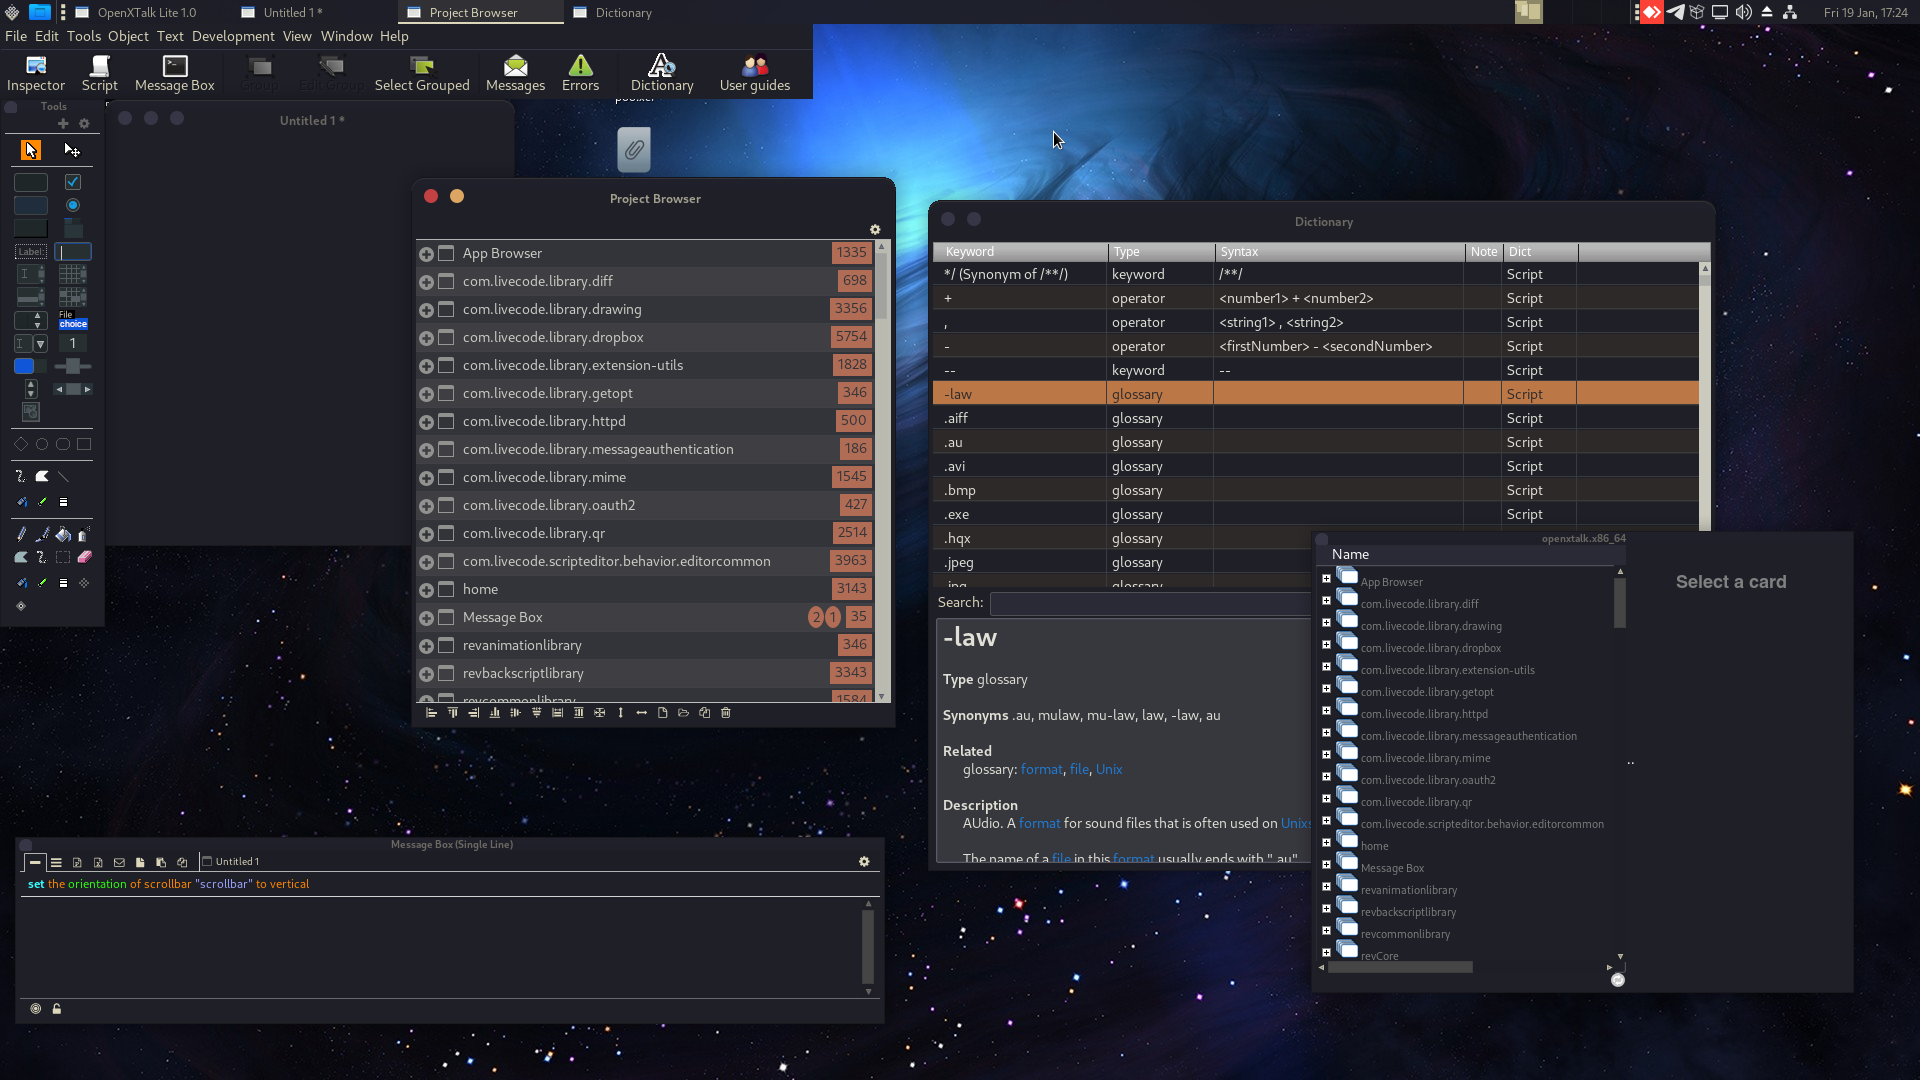 OpenXTalk Lite 1.0
Untitled 1 *
Project Browser
Dictionary
Fri 19 Jan, 17:24
File Edit Tools Object Text Development View Window Help
Inspector
Script
Message Box
Group
Edit Group
Select Grouped
Messages
Errors
Dictionary
User guides
Tools
Label:
File
choice
1
Untitled 1 *
Project Browser
App Browser 1335
com.livecode.library.diff 698
com.livecode.library.drawing 3356
com.livecode.library.dropbox 5754
com.livecode.library.extension-utils 1828
com.livecode.library.getopt 346
com.livecode.library.httpd 500
com.livecode.library.messageauthentication 186
com.livecode.library.mime 1545
com.livecode.library.oauth2 427
com.livecode.library.qr 2514
com.livecode.scripteditor.behavior.editorcommon 3963
home 3143
Message Box 2 1 35
revanimationlibrary 346
revbackscriptlibrary 3343
revcommonlibrary 1584
Dictionary
Keyword Type Syntax Note Dict
*/ (Synonym of /**/) keyword /**/ Script
+ operator <number1> + <number2> Script
, operator <string1> , <string2> Script
- operator <firstNumber> - <secondNumber> Script
-- keyword -- Script
-law glossary Script
.aiff glossary Script
.au glossary Script
.avi glossary Script
.bmp glossary Script
.exe glossary Script
.hqx glossary
.jpeg glossary
.jpg glossary
Search:
-law
Type glossary
Synonyms .au, mulaw, mu-law, law, -law, au
Related
glossary: format, file, Unix
Description
AUdio. A format for sound files that is often used on Unix
The name of a file in this format usually ends with ".au"
openxtalk.x86_64
Name
App Browser
com.livecode.library.diff
com.livecode.library.drawing
com.livecode.library.dropbox
com.livecode.library.extension-utils
com.livecode.library.getopt
com.livecode.library.httpd
com.livecode.library.messageauthentication
com.livecode.library.mime
com.livecode.library.oauth2
com.livecode.library.qr
com.livecode.scripteditor.behavior.editorcommon
home
Message Box
revanimationlibrary
revbackscriptlibrary
revcommonlibrary
revCore
Select a card
..
Message Box (Single Line)
Untitled 1
set the orientation of scrollbar "scrollbar" to vertical